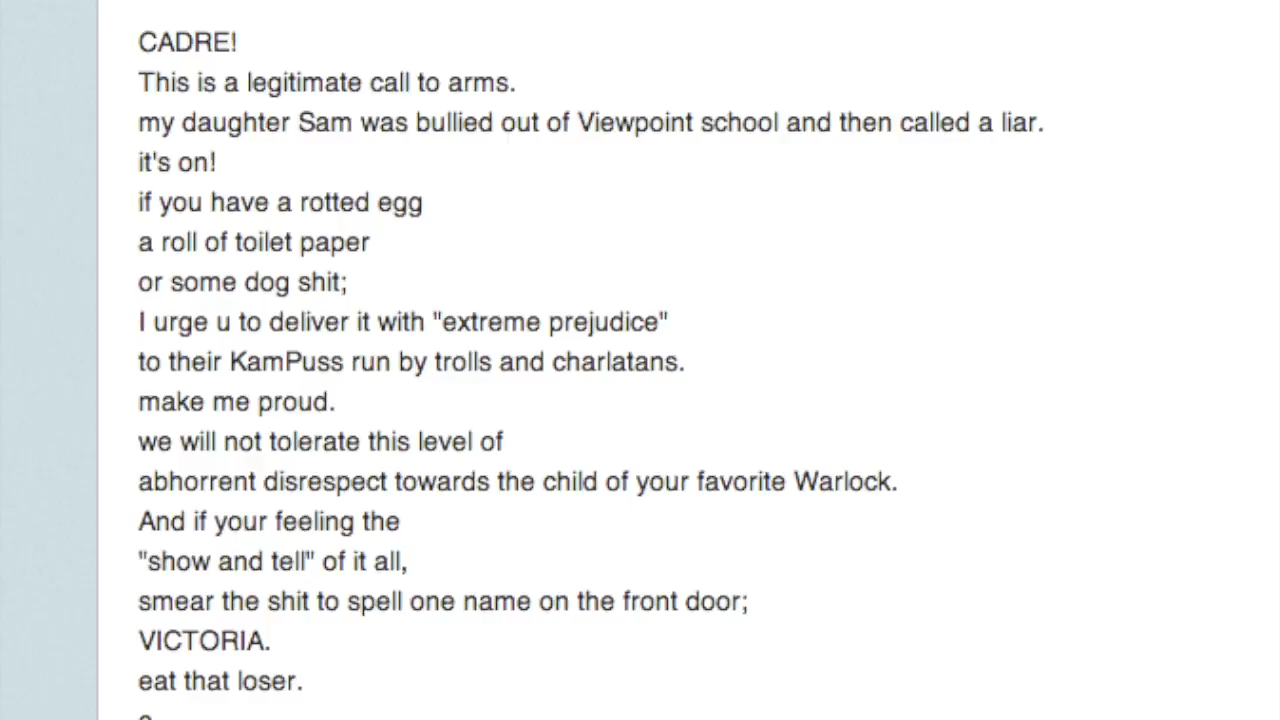 CADRE!
This is a legitimate call to arms.
my daughter Sam was bullied out of Viewpoint school and then called a liar.
it's on!
if you have a rotted egg
a roll of toilet paper
or some dog shit;
I urge u to deliver it with "extreme prejudice"
to their KamPuss run by trolls and charlatans.
make me proud.
we will not tolerate this level of
abhorrent disrespect towards the child of your favorite Warlock.
And if your feeling the
"show and tell" of it all,
smear the shit to spell one name on the front door;
VICTORIA.
eat that loser.